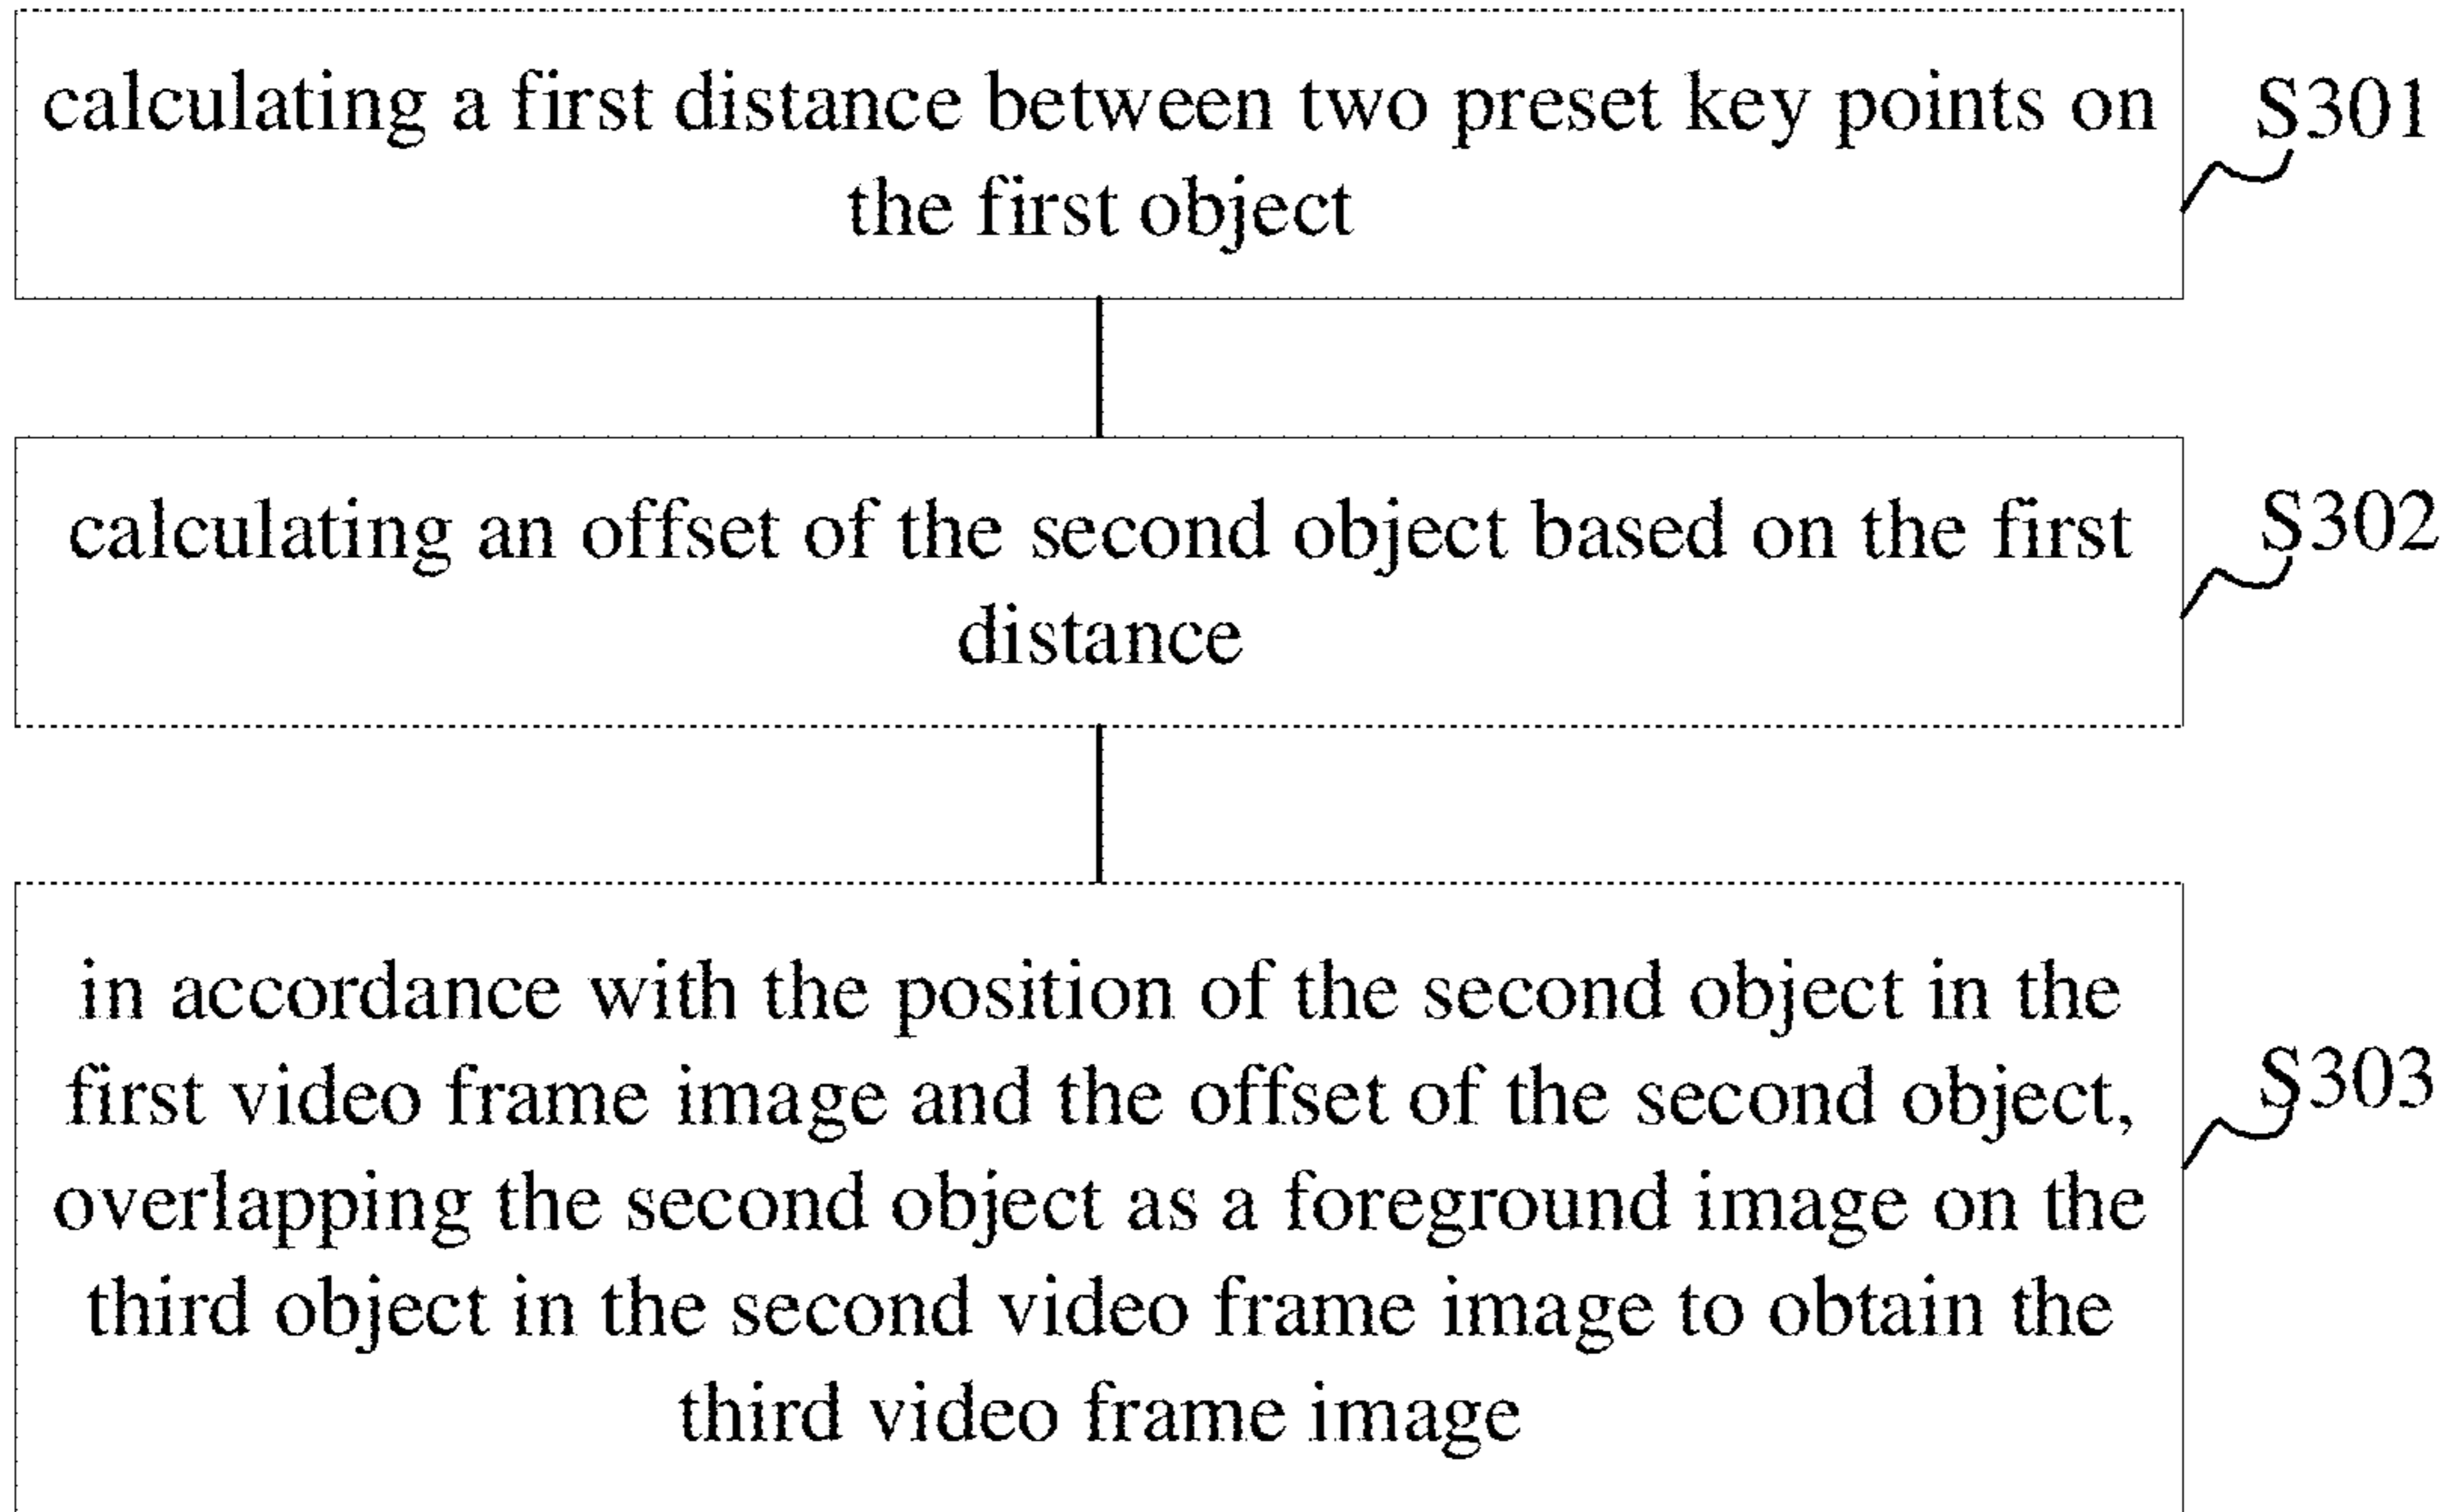 calculating a first distance between two preset key points on
the first object
S301
calculating an offset of the second object based on the first
distance
S302
in accordance with the position of the second object in the
first video frame image and the offset of the second object,
overlapping the second object as a foreground image on the
third object in the second video frame image to obtain the
third video frame image
S303